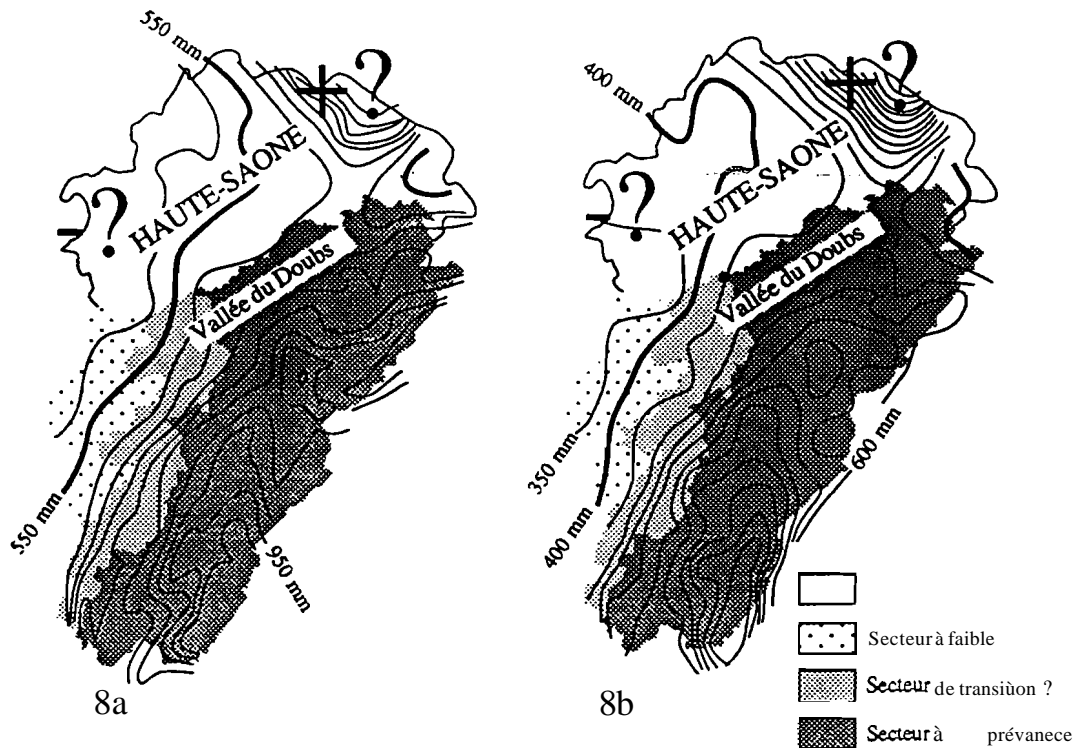 550 mm
HAUTE-SAONE
?
?
Vallée du Doubs
550 mm
950 mm
8a
400 mm
HAUTE-SAONE
?
?
Vallée du Doubs
350 mm
400 mm
600 mm
8b
Secteur à faible
Secteur de transiùon ?
Secteur à prévanece